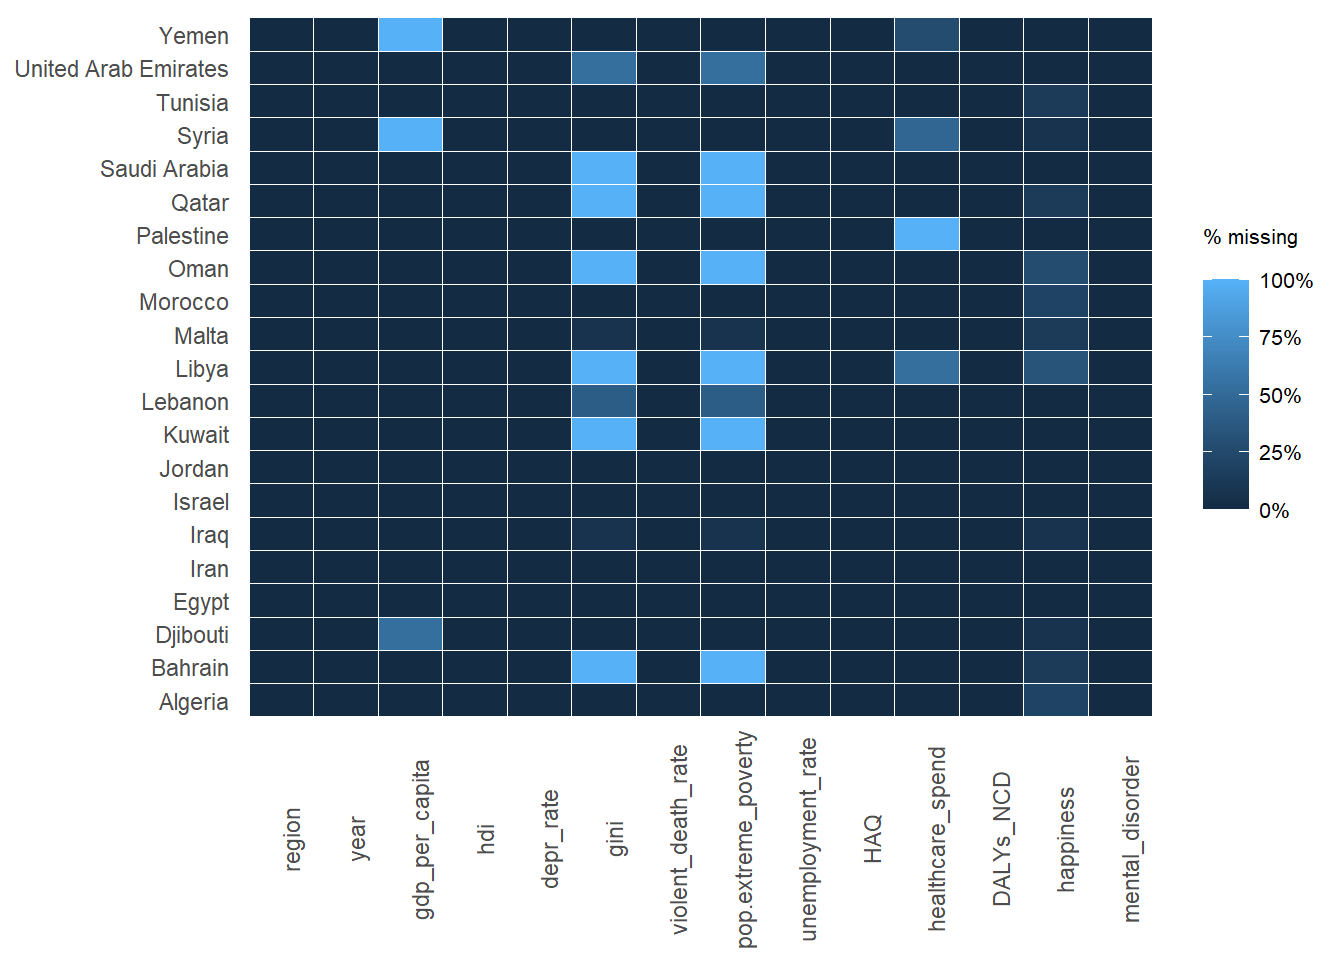 Yemen
United Arab Emirates
Tunisia
Syria
Saudi Arabia
Qatar
Palestine
Oman
Morocco
Malta
Libya
Lebanon
Kuwait
Jordan
Israel
Iraq
Iran
Egypt
Djibouti
Bahrain
Algeria
region
year
gdp_per_capita
hdi
depr_rate
gini
violent_death_rate
pop.extreme_poverty
unemployment_rate
HAQ
healthcare_spend
DALYs_NCD
happiness
mental_disorder
% missing
100%
75%
50%
25%
0%